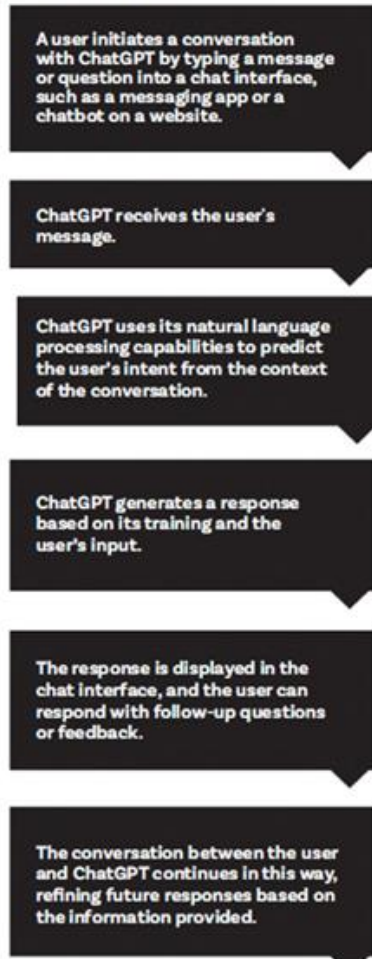 A user initiates a conversation
with ChatGPT by typing a message
or question into a chat interface,
such as a messaging app or a
chatbot on a website.
ChatGPT receives the user's
message.
ChatGPT uses its natural language
processing capabilities to predict
the user's intent from the context
of the conversation.
ChatGPT generates a response
based on its training and the
user's input.
The response is displayed in the
chat interface, and the user can
respond with follow-up questions
or feedback.
The conversation between the user
and ChatGPT continues in this way,
refining future responses based on
the information provided.